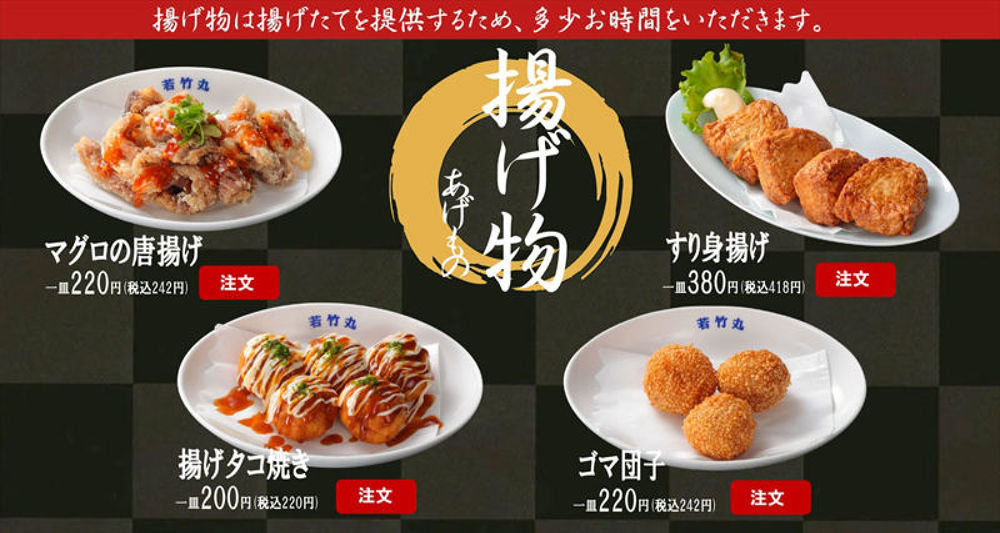 揚げ物は揚げたてを提供するため、多少お時間をいただきます。
揚げ物
あげもの
若竹丸
マグロの唐揚げ
一皿220円(税込242円)
注文
すり身揚げ
一皿380円(税込418円)
注文
若竹丸
揚げタコ焼き
一皿200円(税込220円)
注文
若竹丸
ゴマ団子
一皿220円(税込242円)
注文